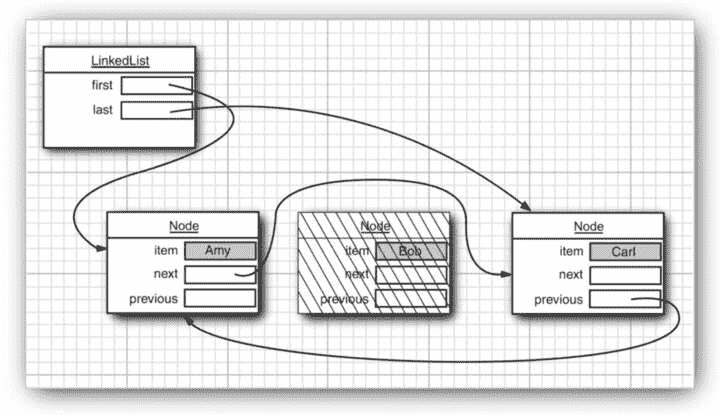 LinkedList
first
last
Node
item Amy
next
previous
Node
item Bob
next
previous
Node
item Carl
next
previous